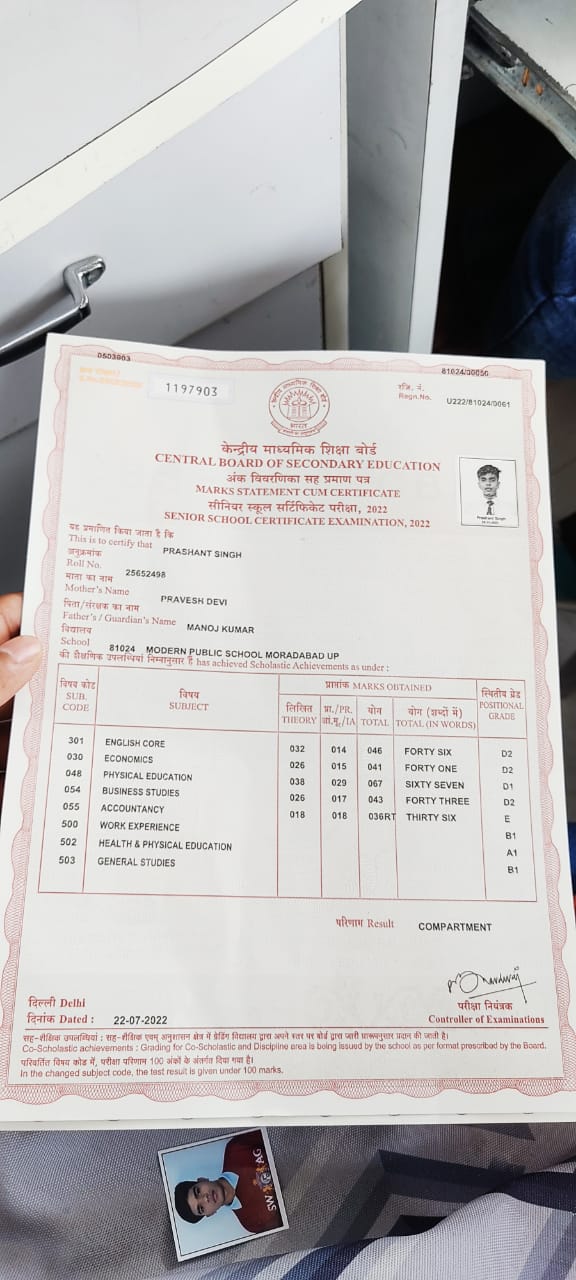 0503903
81024/00050
1197903
रजि. नं.
Regn.No. U222/81024/0061
भारत
केन्द्रीय माध्यमिक शिक्षा बोर्ड
CENTRAL BOARD OF SECONDARY EDUCATION
अंक विवरणिका सह प्रमाण पत्र
MARKS STATEMENT CUM CERTIFICATE
सीनियर स्कूल सर्टिफिकेट परीक्षा, 2022
SENIOR SCHOOL CERTIFICATE EXAMINATION, 2022
Prashant Singh
यह प्रमाणित किया जाता है कि
This is to certify that PRASHANT SINGH
अनुक्रमांक
Roll No. 25652498
माता का नाम
Mother's Name PRAVESH DEVI
पिता/संरक्षक का नाम
Father's / Guardian's Name MANOJ KUMAR
विद्यालय
School 81024 MODERN PUBLIC SCHOOL MORADABAD UP
की शैक्षणिक उपलब्धियां निम्नानुसार हैं has achieved Scholastic Achievements as under :
विषय कोड SUB. CODE विषय SUBJECT प्राप्तांक MARKS OBTAINED स्थितीय ग्रेड POSITIONAL GRADE
लिखित THEORY प्रा./PR. आं.मू./IA योग TOTAL योग (शब्दों में) TOTAL (IN WORDS)
301 ENGLISH CORE 032 014 046 FORTY SIX D2
030 ECONOMICS 026 015 041 FORTY ONE D2
048 PHYSICAL EDUCATION 038 029 067 SIXTY SEVEN D1
054 BUSINESS STUDIES 026 017 043 FORTY THREE D2
055 ACCOUNTANCY 018 018 036RT THIRTY SIX E
500 WORK EXPERIENCE B1
502 HEALTH & PHYSICAL EDUCATION A1
503 GENERAL STUDIES B1
परिणाम Result COMPARTMENT
दिल्ली Delhi
दिनांक Dated : 22-07-2022
परीक्षा नियंत्रक
Controller of Examinations
सह-शैक्षिक उपलब्धियां : सह-शैक्षिक एवम् अनुशासन क्षेत्र में ग्रेडिंग विद्यालय द्वारा अपने स्तर पर बोर्ड द्वारा जारी प्रारूपनुसार प्रदान की जाती है।
Co-Scholastic achievements : Grading for Co-Scholastic and Discipline area is being issued by the school as per format prescribed by the Board.
परिवर्तित विषय कोड में, परीक्षा परिणाम 100 अंकों के अंतर्गत दिया गया है।
In the changed subject code, the test result is given under 100 marks.